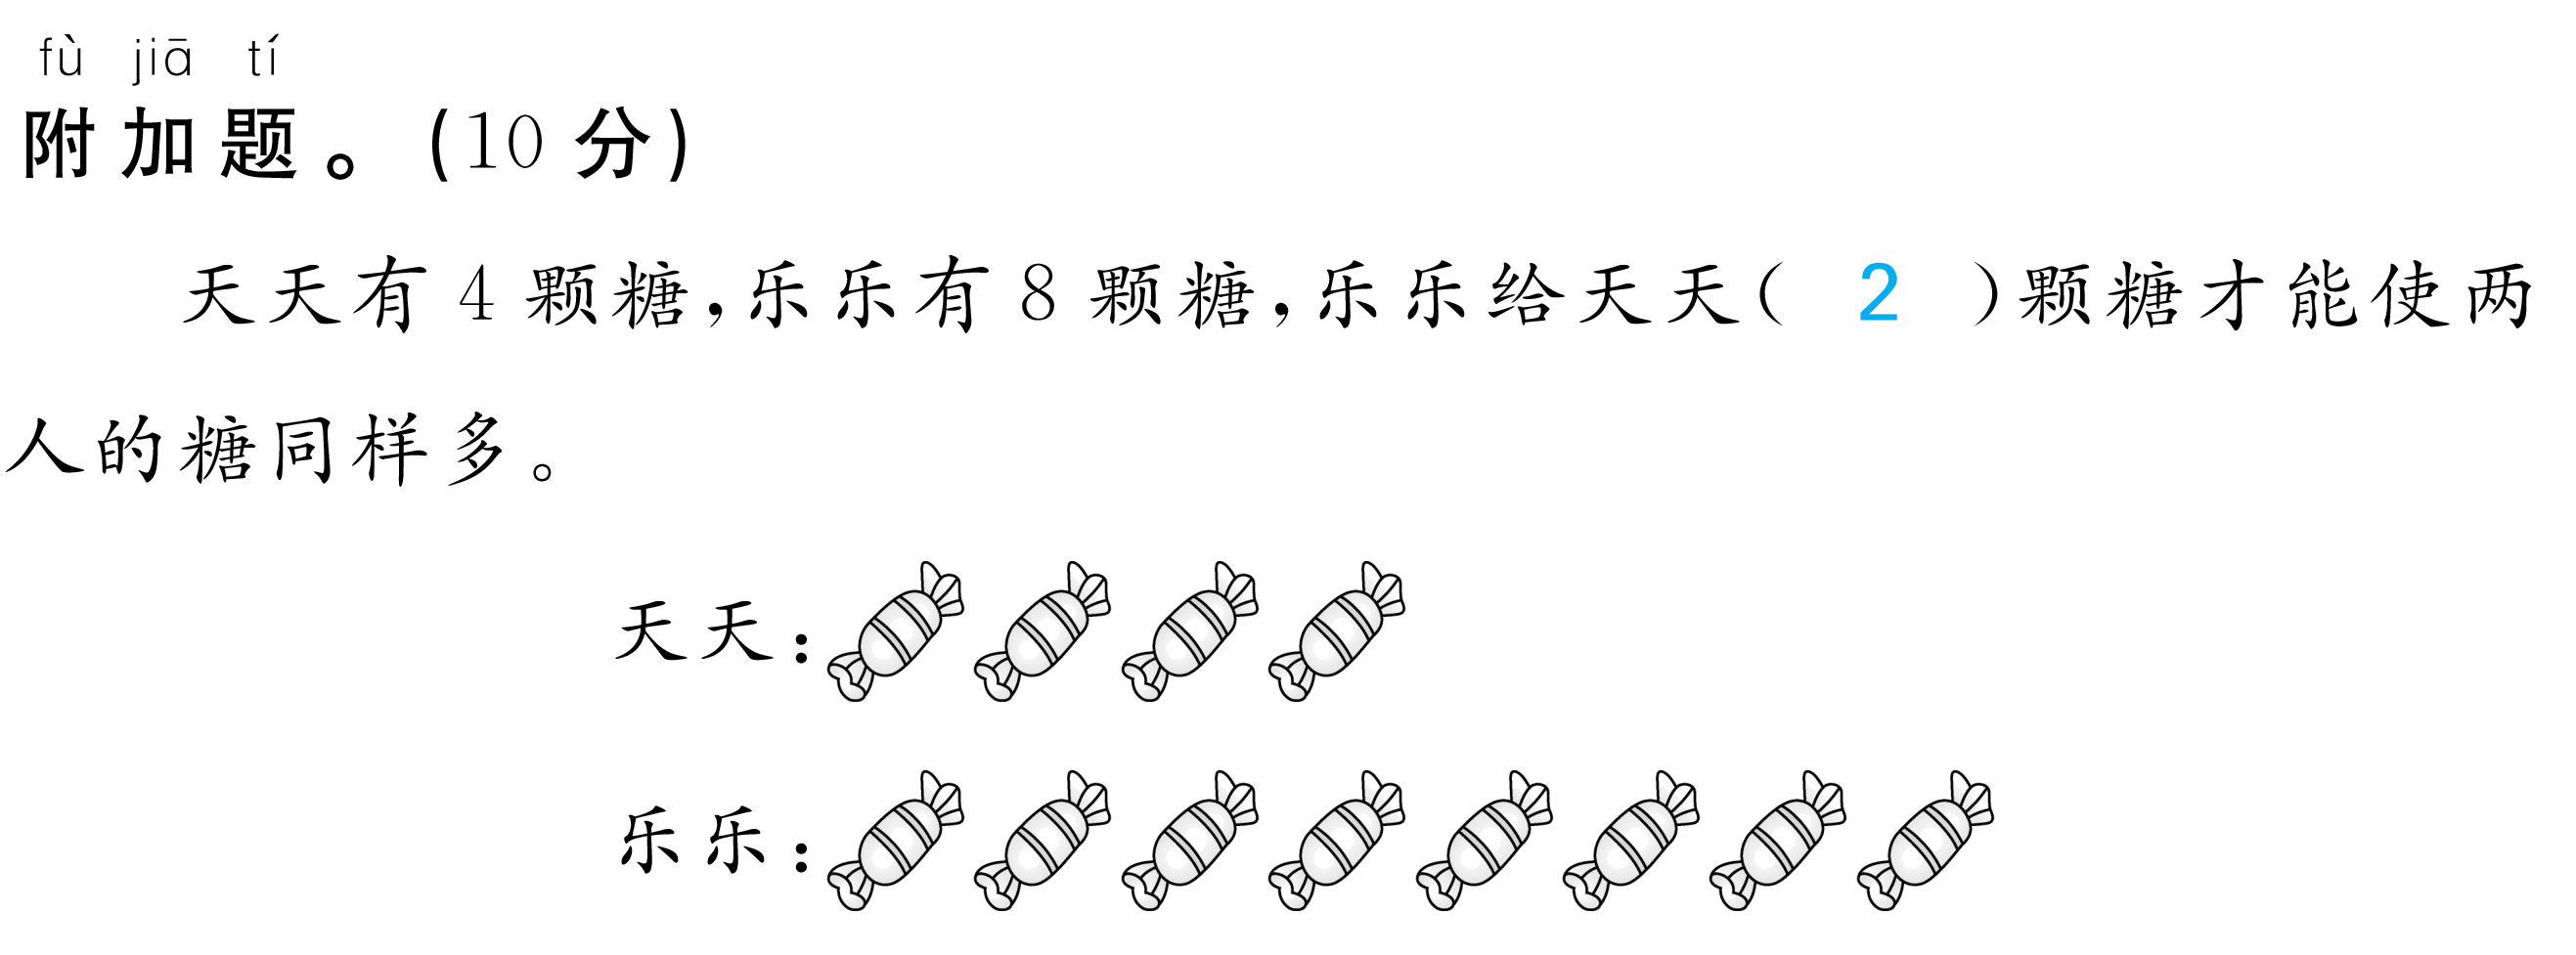 fù jiā tí
附加题。(10分)
天天有4颗糖,乐乐有8颗糖,乐乐给天天( 2 )颗糖才能使两
人的糖同样多。
天天:
乐乐: